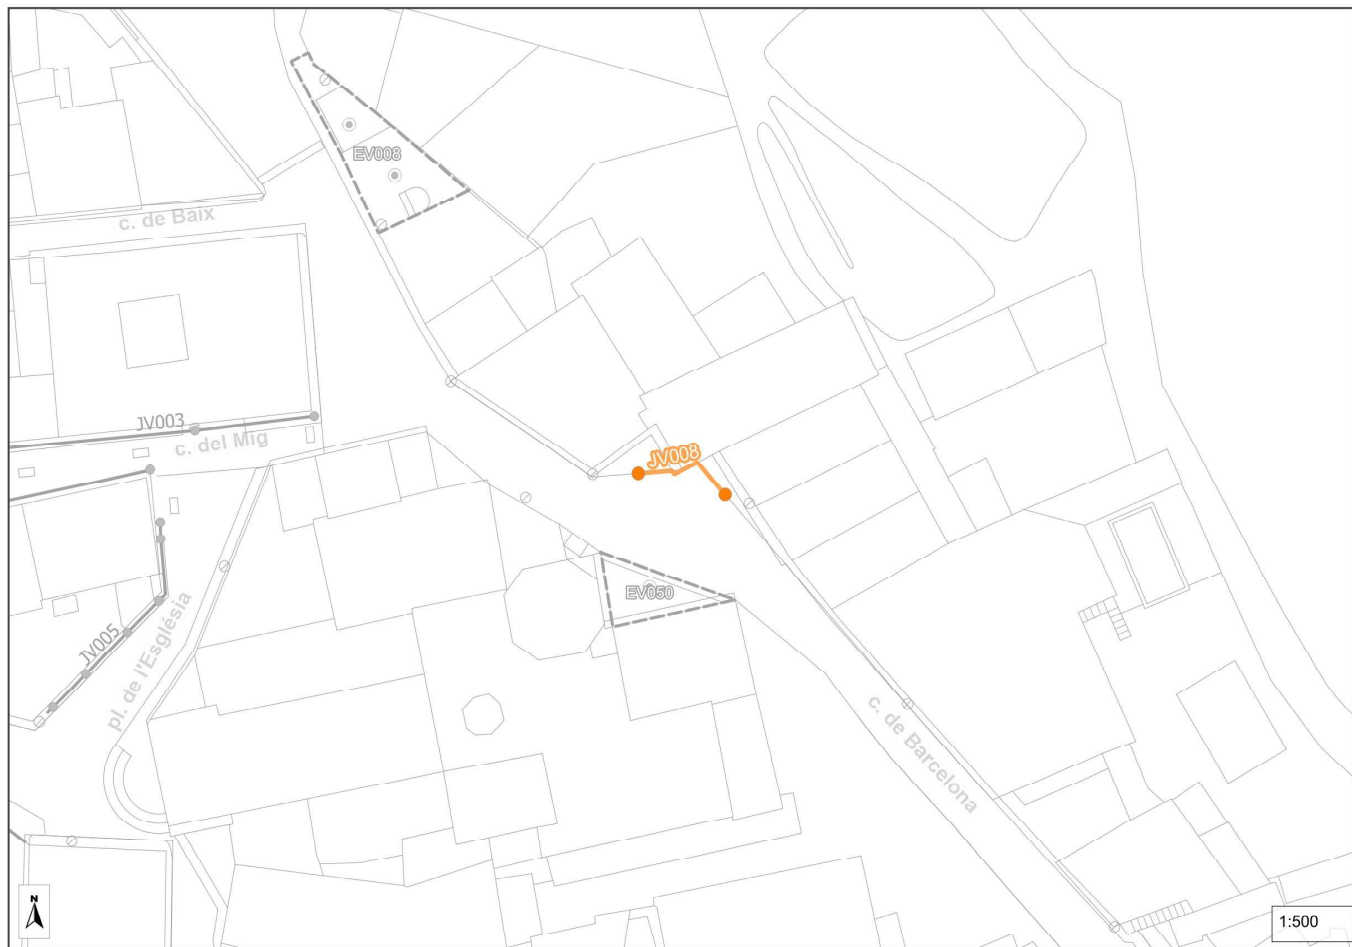 EV008
c. de Baix
JV003
c. del Mig
JV008
EV050
JV005
pl. de l'Església
c. de Barcelona
N
1:500